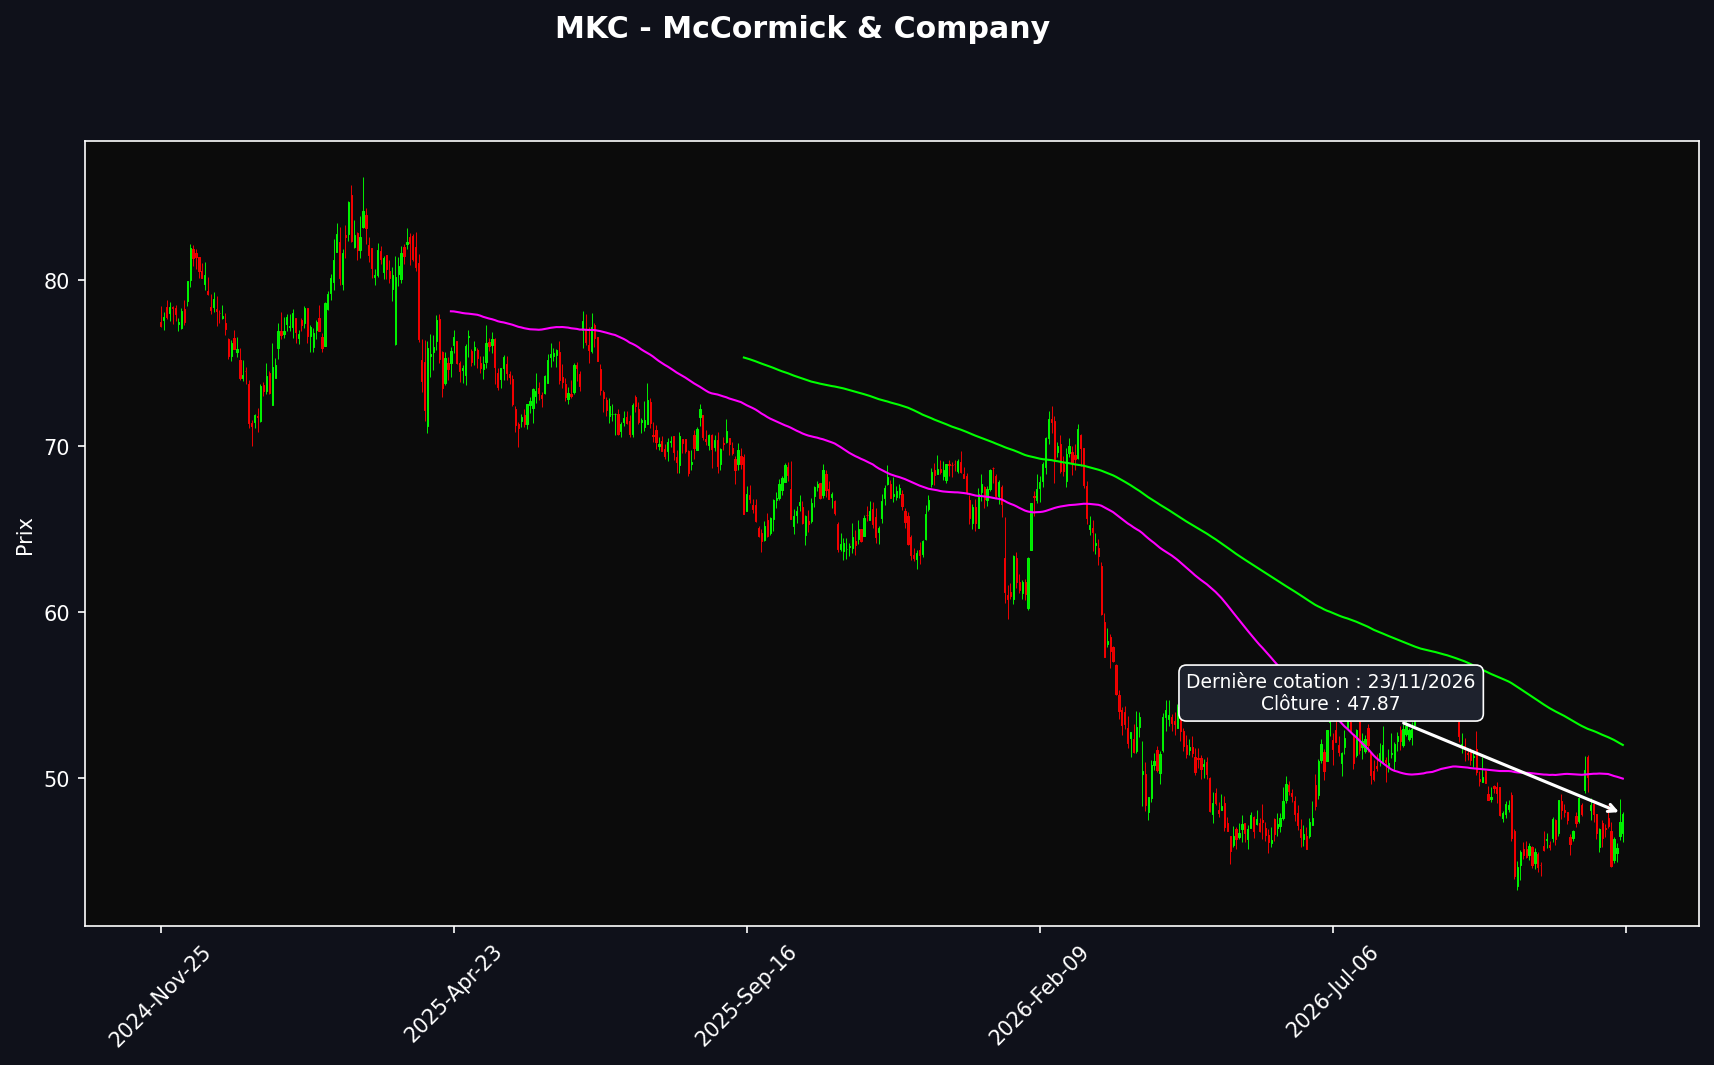 MKC - McCormick & Company
Prix
80
70
60
50
Dernière cotation : 23/11/2026
Clôture : 47.87
2024-Nov-25
2025-Apr-23
2025-Sep-16
2026-Feb-09
2026-Jul-06